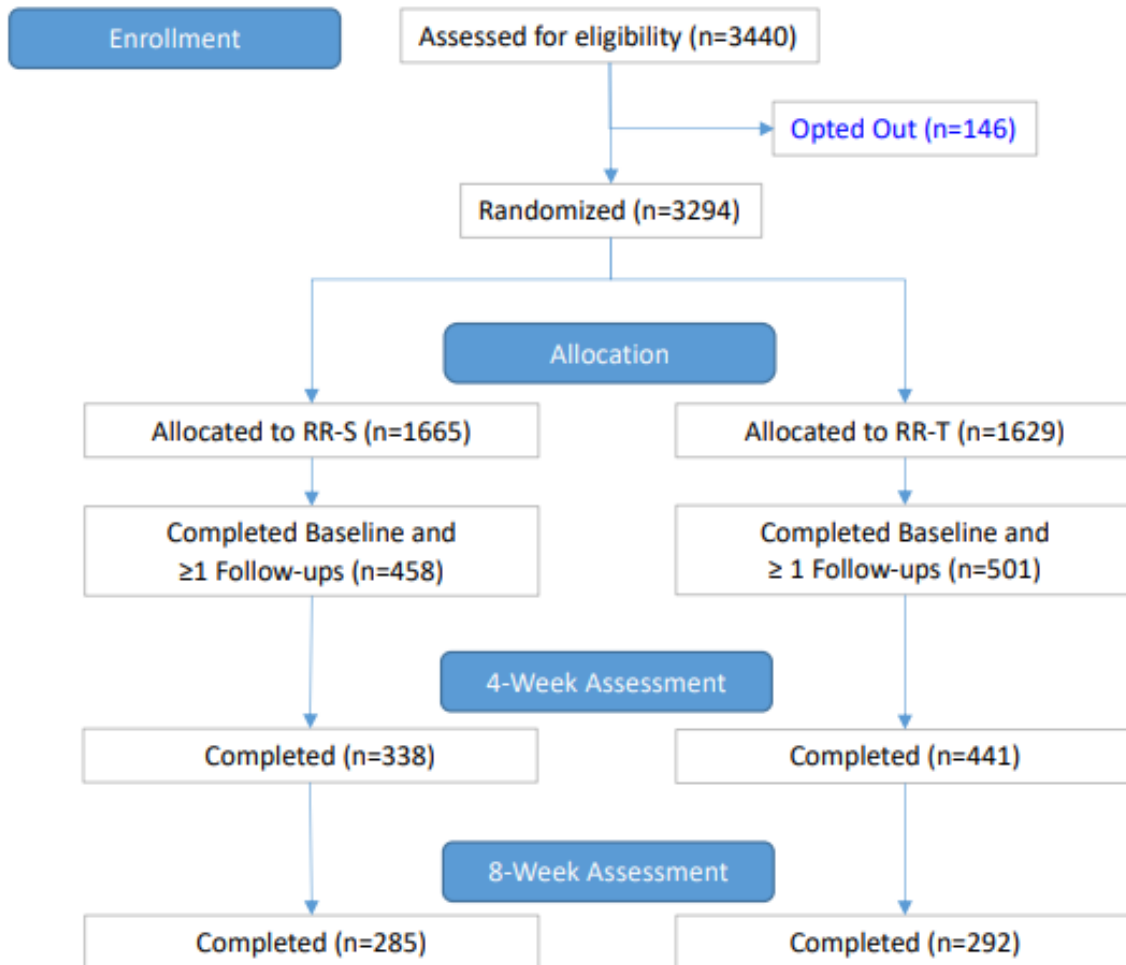 Enrollment
Assessed for eligibility (n=3440)
Opted Out (n=146)
Randomized (n=3294)
Allocation
Allocated to RR-S (n=1665)
Allocated to RR-T (n=1629)
Completed Baseline and
≥1 Follow-ups (n=458)
Completed Baseline and
≥ 1 Follow-ups (n=501)
4-Week Assessment
Completed (n=338)
Completed (n=441)
8-Week Assessment
Completed (n=285)
Completed (n=292)